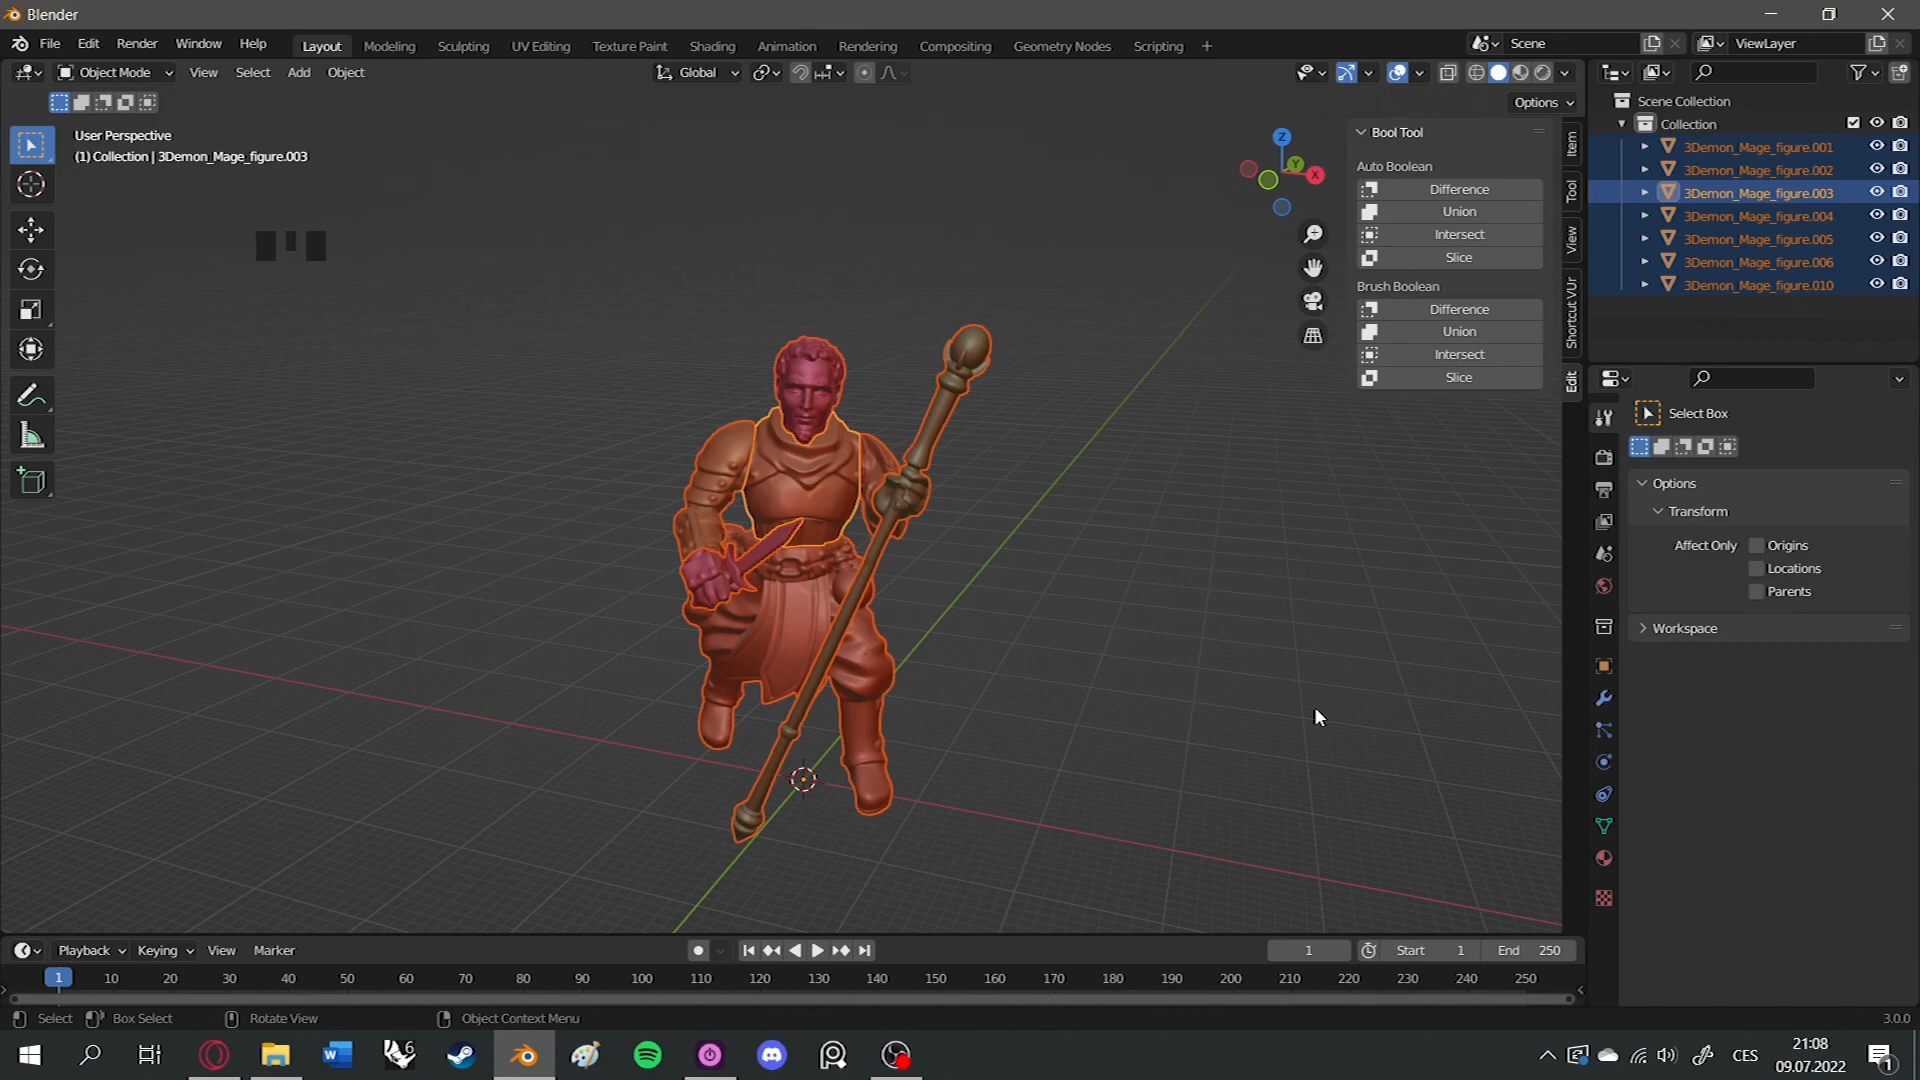 Blender
File Edit Render Window Help Layout Modeling Sculpting UV Editing Texture Paint Shading Animation Rendering Compositing Geometry Nodes Scripting + Scene ViewLayer
Object Mode View Select Add Object Global
Options
User Perspective
(1) Collection | 3Demon_Mage_figure.003
Z
Y
X
Bool Tool
Auto Boolean
Difference
Union
Intersect
Slice
Brush Boolean
Difference
Union
Intersect
Slice
Item
Tool
View
Shortcut VUr
Edit
Scene Collection
Collection
3Demon_Mage_figure.001
3Demon_Mage_figure.002
3Demon_Mage_figure.003
3Demon_Mage_figure.004
3Demon_Mage_figure.005
3Demon_Mage_figure.006
3Demon_Mage_figure.010
Select Box
Options
Transform
Affect Only Origins
Locations
Parents
Workspace
Playback Keying View Marker 1 Start 1 End 250
1 10 20 30 40 50 60 70 80 90 100 110 120 130 140 150 160 170 180 190 200 210 220 230 240 250
Select Box Select Rotate View Object Context Menu 3.0.0
W 6 CES 21:08
09.07.2022 1